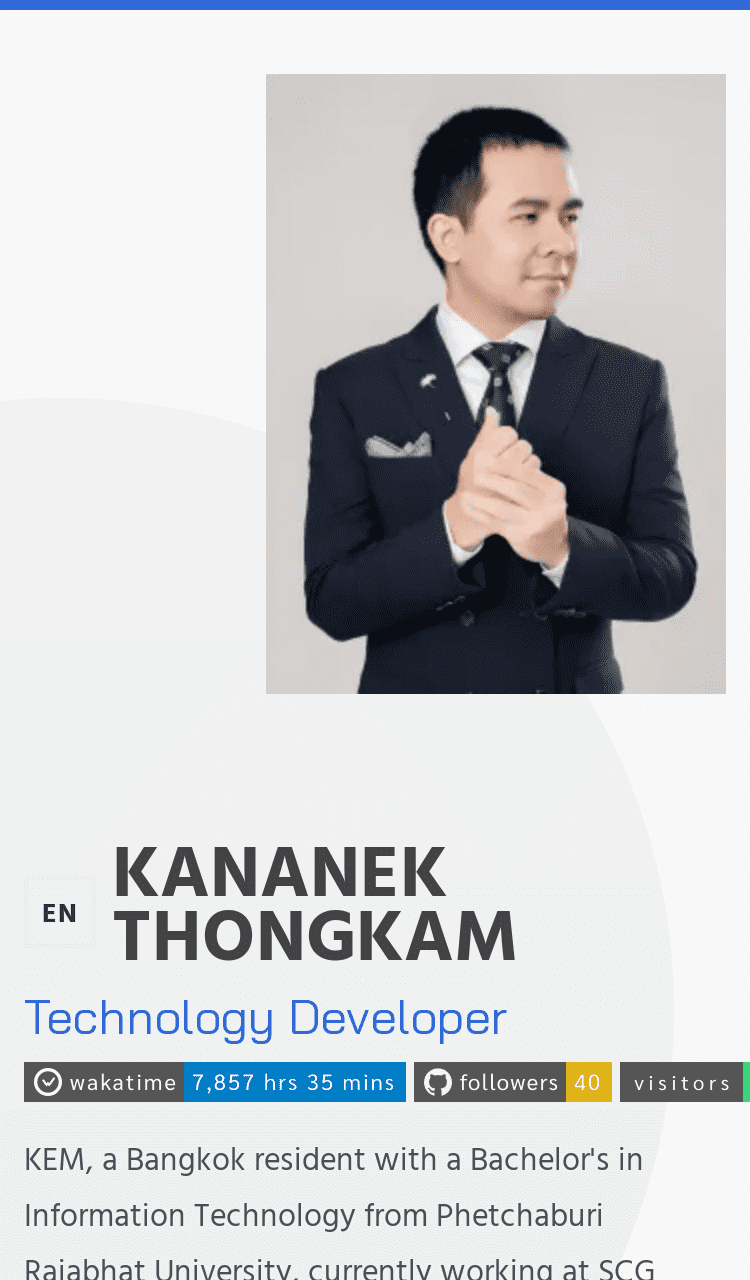 EN
KANANEK
THONGKAM
Technology Developer
wakatime 7,857 hrs 35 mins followers 40 visitors
KEM, a Bangkok resident with a Bachelor's in
Information Technology from Phetchaburi
Rajabhat University, currently working at SCG